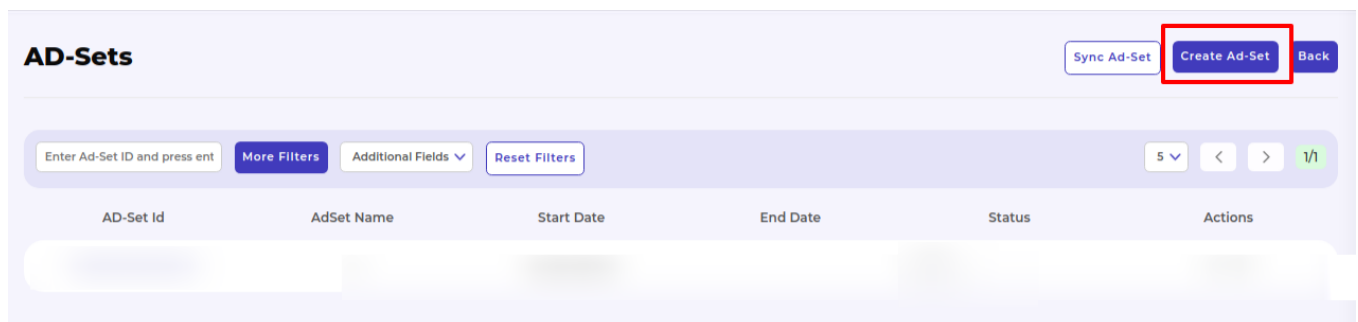 AD-Sets
Sync Ad-Set Create Ad-Set Back
Enter Ad-Set ID and press ent More Filters Additional Fields Reset Filters 5 1/1
AD-Set Id AdSet Name Start Date End Date Status Actions